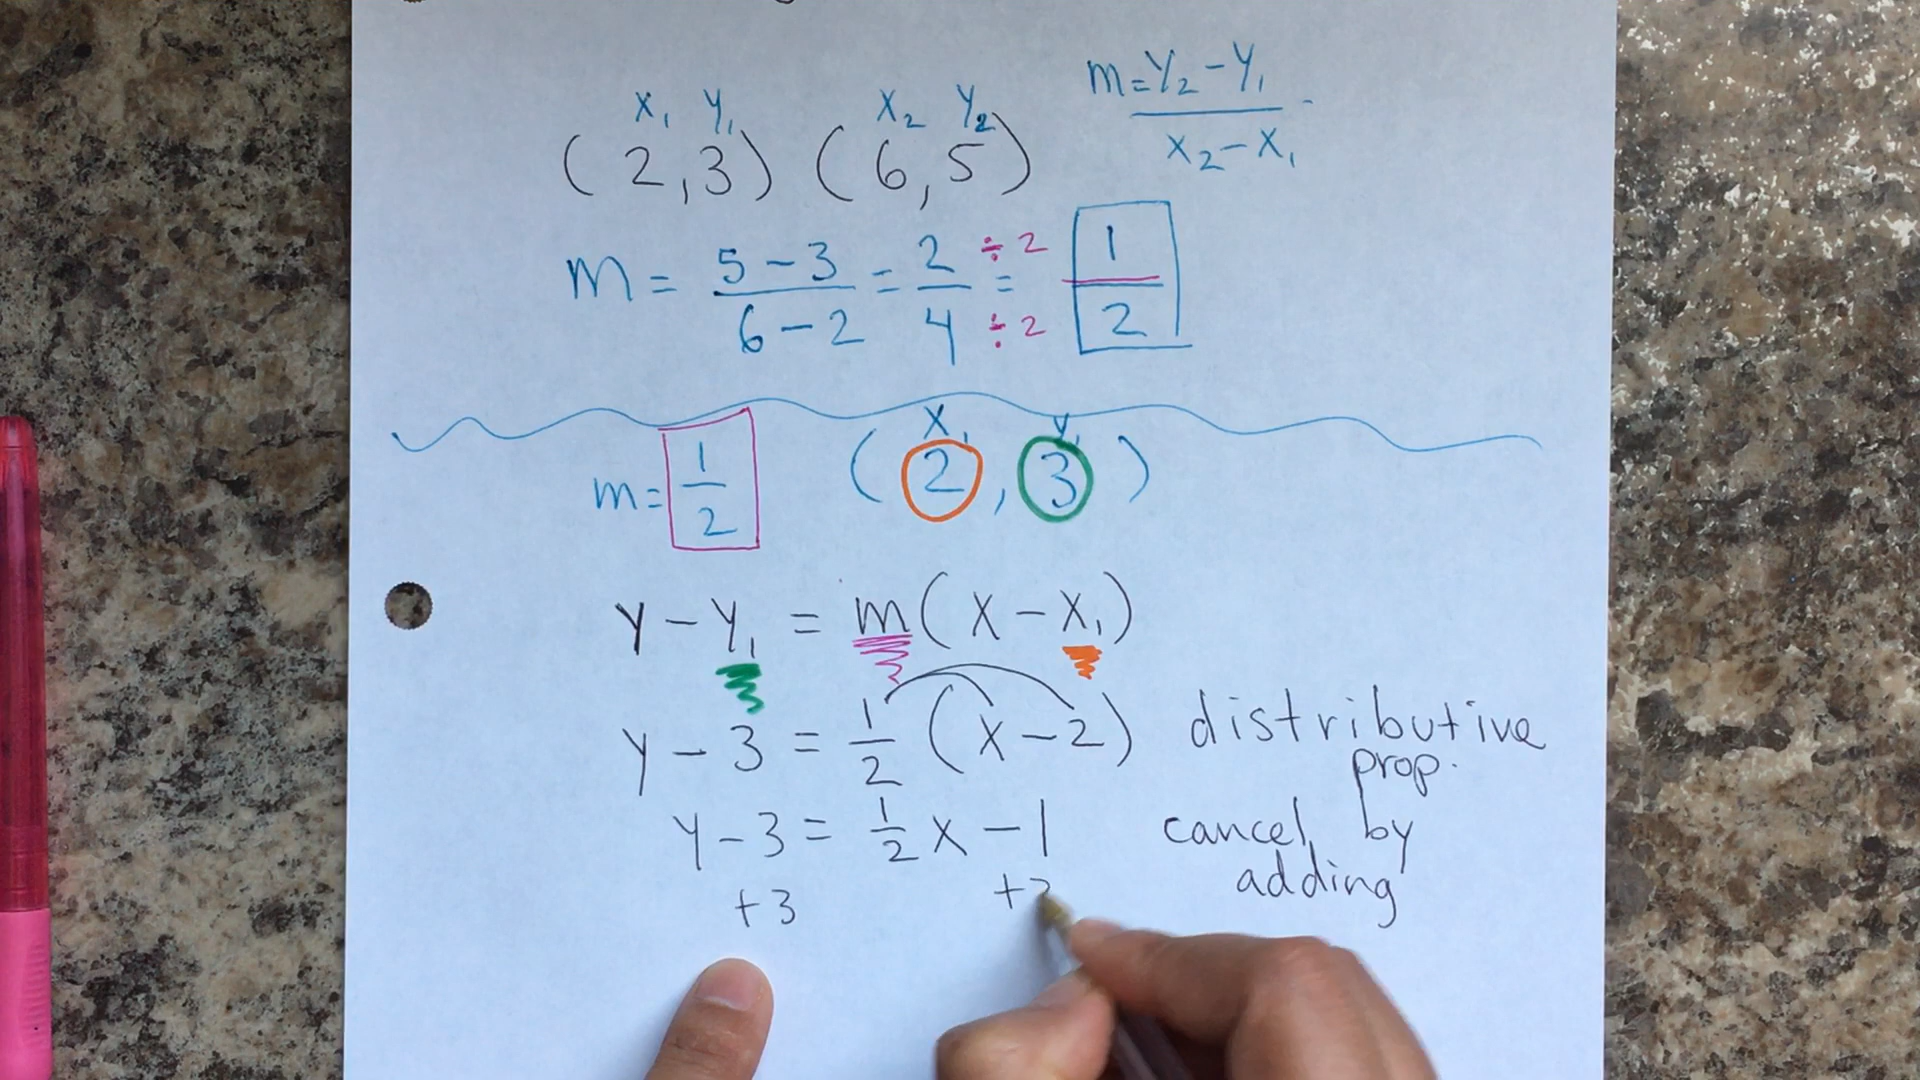 m = y₂ - y₁
x₂ - x₁
x₁ y₁ x₂ y₂
(2, 3) (6, 5)
m = 5 - 3 / 6 - 2 = 2 ÷ 2 / 4 ÷ 2 = 1 / 2
x₁ y₁
m = 1/2 (2, 3)
y - y₁ = m(x - x₁)
y - 3 = 1/2 (x - 2) distributive
prop.
y - 3 = 1/2 x - 1 cancel by
adding
+3 +3